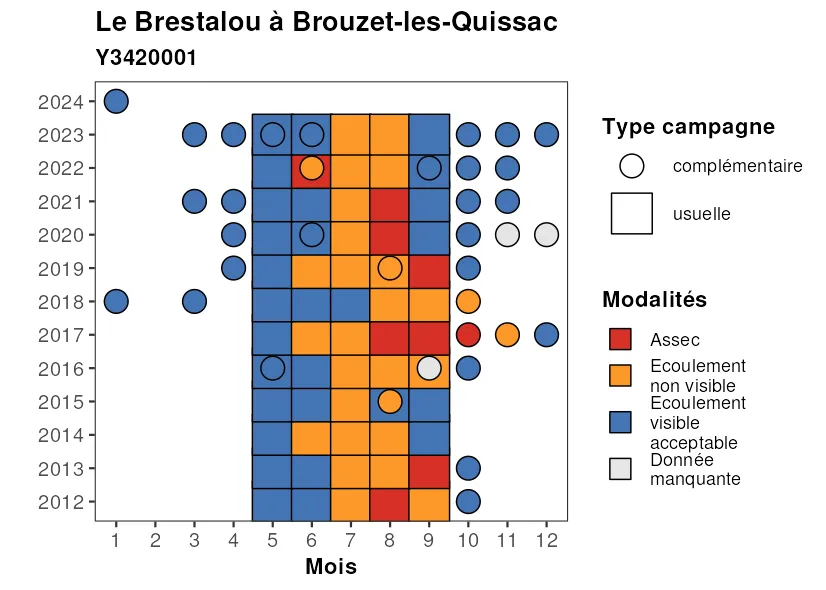 Le Brestalou à Brouzet-les-Quissac
Y3420001
2024
2023
2022
2021
2020
2019
2018
2017
2016
2015
2014
2013
2012
1 2 3 4 5 6 7 8 9 10 11 12
Mois
Type campagne
complémentaire
usuelle
Modalités
Assec
Ecoulement
non visible
Ecoulement
visible
acceptable
Donnée
manquante